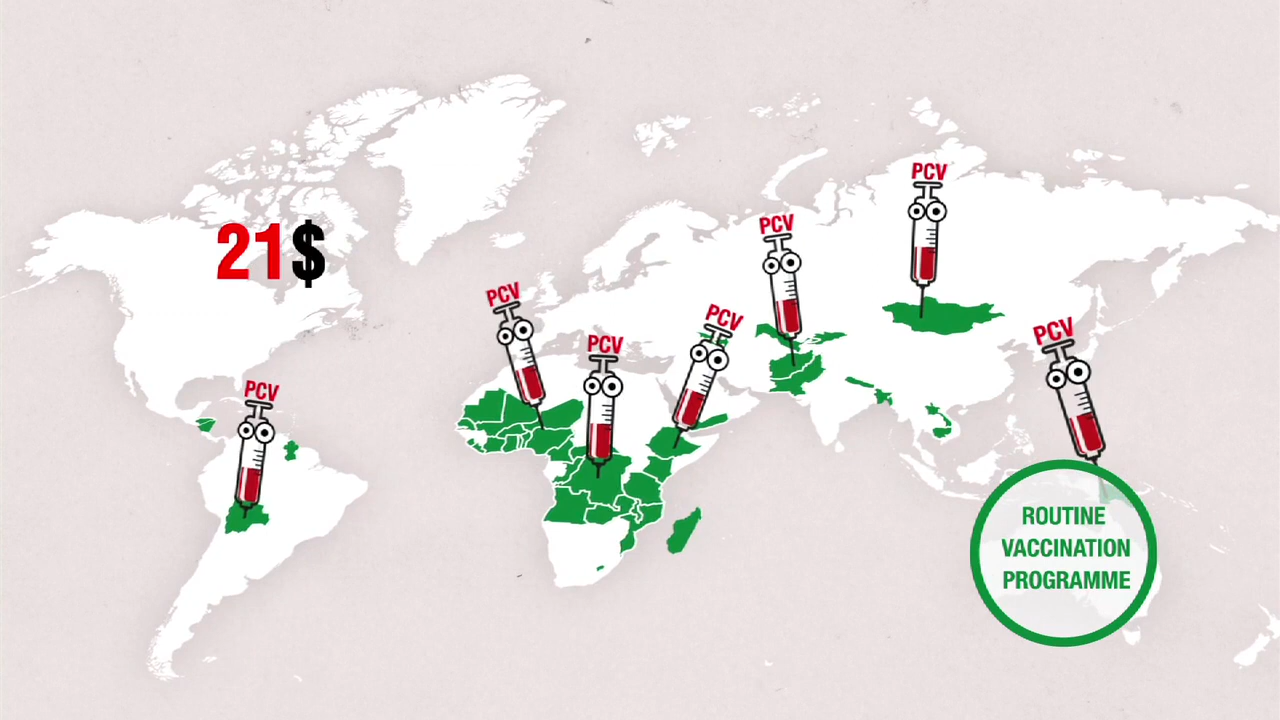 PCV
PCV
21$
PCV
PCV
PCV
PCV
PCV
ROUTINE
VACCINATION
PROGRAMME